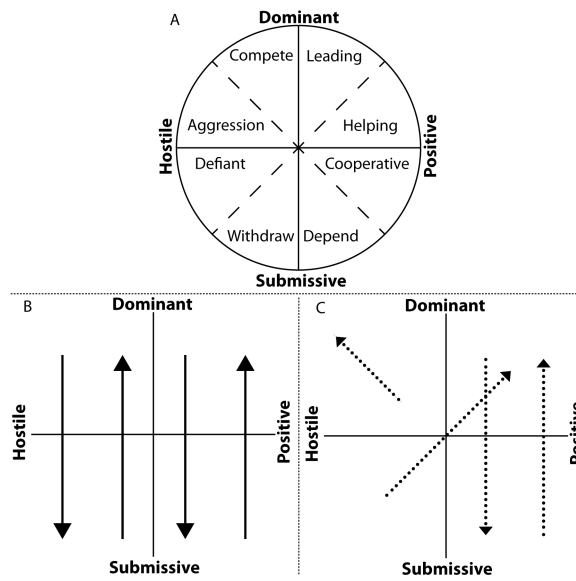 A
Dominant
Compete
Leading
Aggression
Helping
Hostile
Positive
Defiant
Cooperative
Withdraw
Depend
Submissive
B
Dominant
Hostile
Positive
Submissive
C
Dominant
Hostile
Positive
Submissive